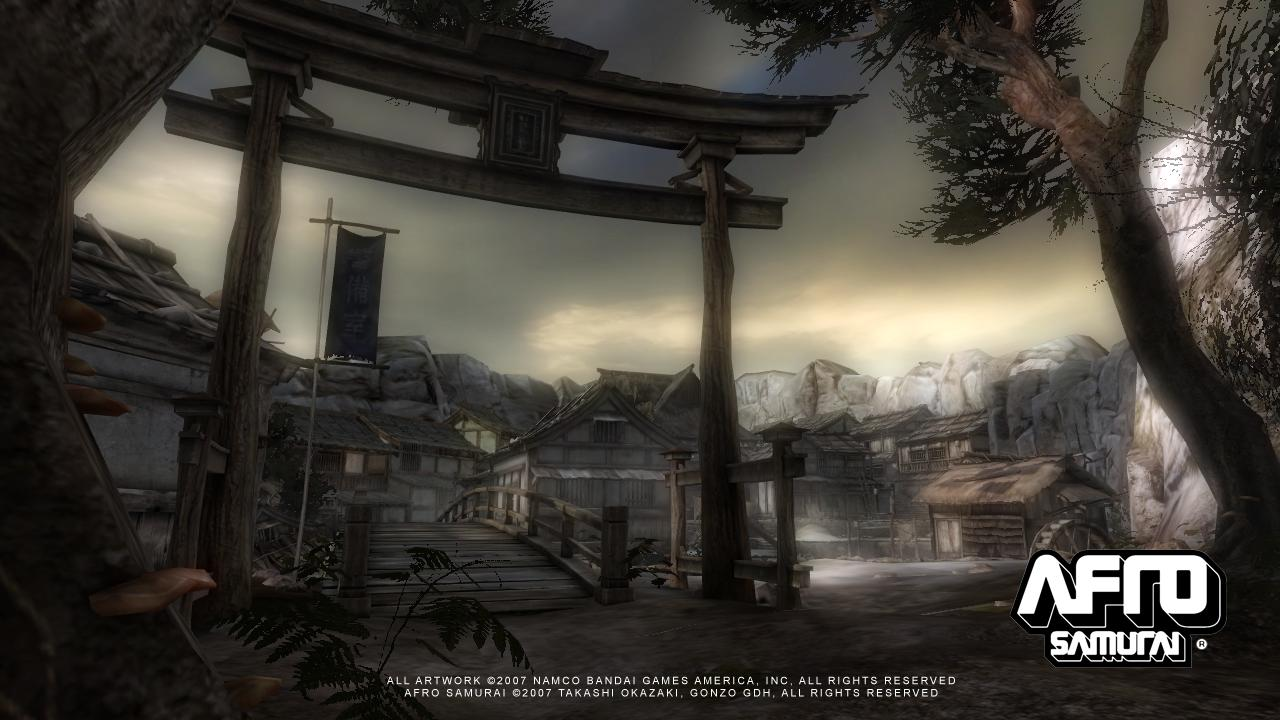 備
AFRO
SAMURAI ®
ALL ARTWORK ©2007 NAMCO BANDAI GAMES AMERICA, INC, ALL RIGHTS RESERVED
AFRO SAMURAI ©2007 TAKASHI OKAZAKI, GONZO GDH, ALL RIGHTS RESERVED